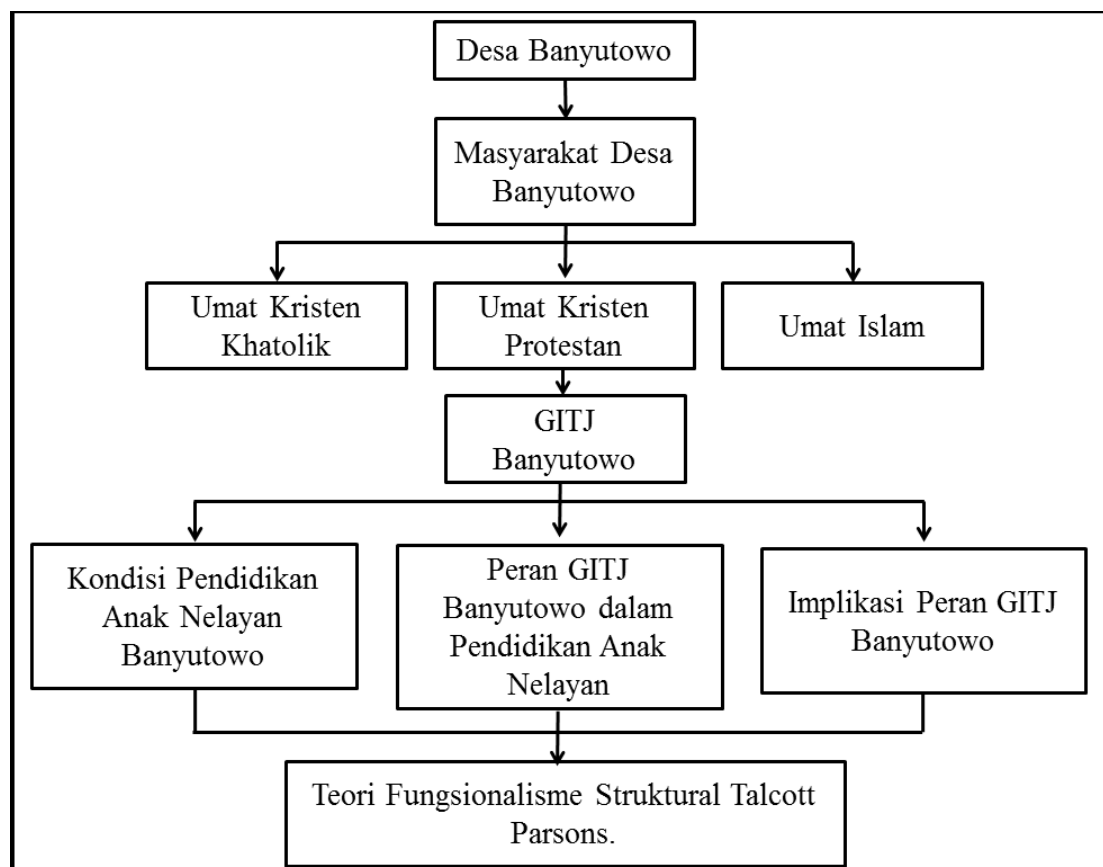 Desa Banyutowo
Masyarakat Desa
Banyutowo
Umat Kristen
Khatolik
Umat Kristen
Protestan
Umat Islam
GITJ
Banyutowo
Kondisi Pendidikan
Anak Nelayan
Banyutowo
Peran GITJ
Banyutowo dalam
Pendidikan Anak
Nelayan
Implikasi Peran GITJ
Banyutowo
Teori Fungsionalisme Struktural Talcott
Parsons.